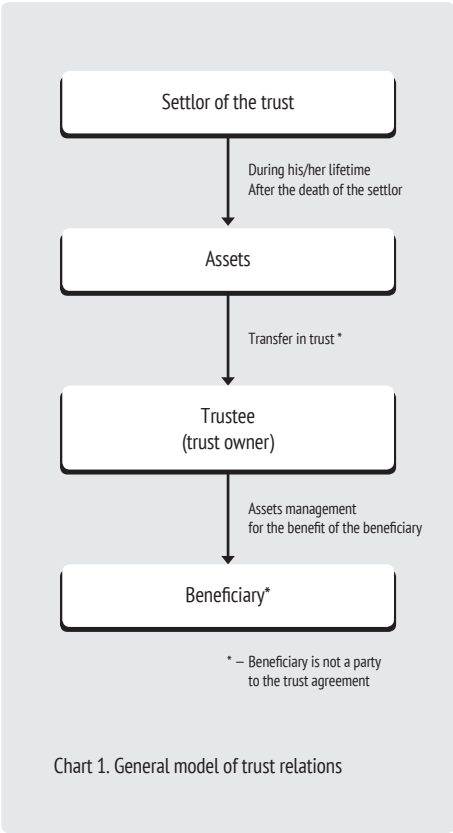 Settlor of the trust
During his/her lifetime
After the death of the settlor
Assets
Transfer in trust *
Trustee
(trust owner)
Assets management
for the benefit of the beneficiary
Beneficiary*
* – Beneficiary is not a party
to the trust agreement
Chart 1. General model of trust relations